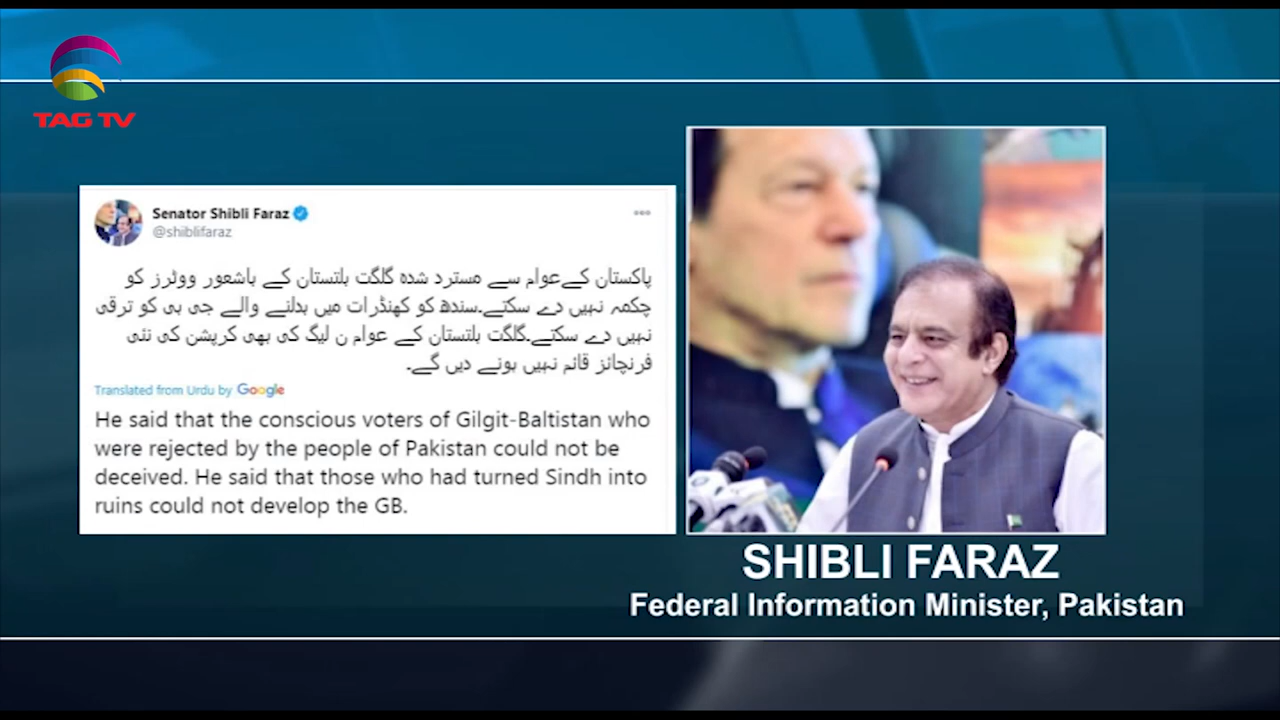 TAG TV
Senator Shibli Faraz
@shiblifaraz
پاکستان کےعوام سے مسترد شدہ گلگت بلتستان کے باشعور ووٹرز کو
چکمہ نہیں دے سکتے۔سندھ کو کھنڈرات میں بدلنے والے جی بی کو ترقی
نہیں دے سکتے۔گلگت بلتستان کے عوام ن لیگ کی بھی کرپشن کی نئی
فرنچائز قائم نہیں ہونے دیں گے۔
Translated from Urdu by Google
He said that the conscious voters of Gilgit-Baltistan who
were rejected by the people of Pakistan could not be
deceived. He said that those who had turned Sindh into
ruins could not develop the GB.
SHIBLI FARAZ
Federal Information Minister, Pakistan